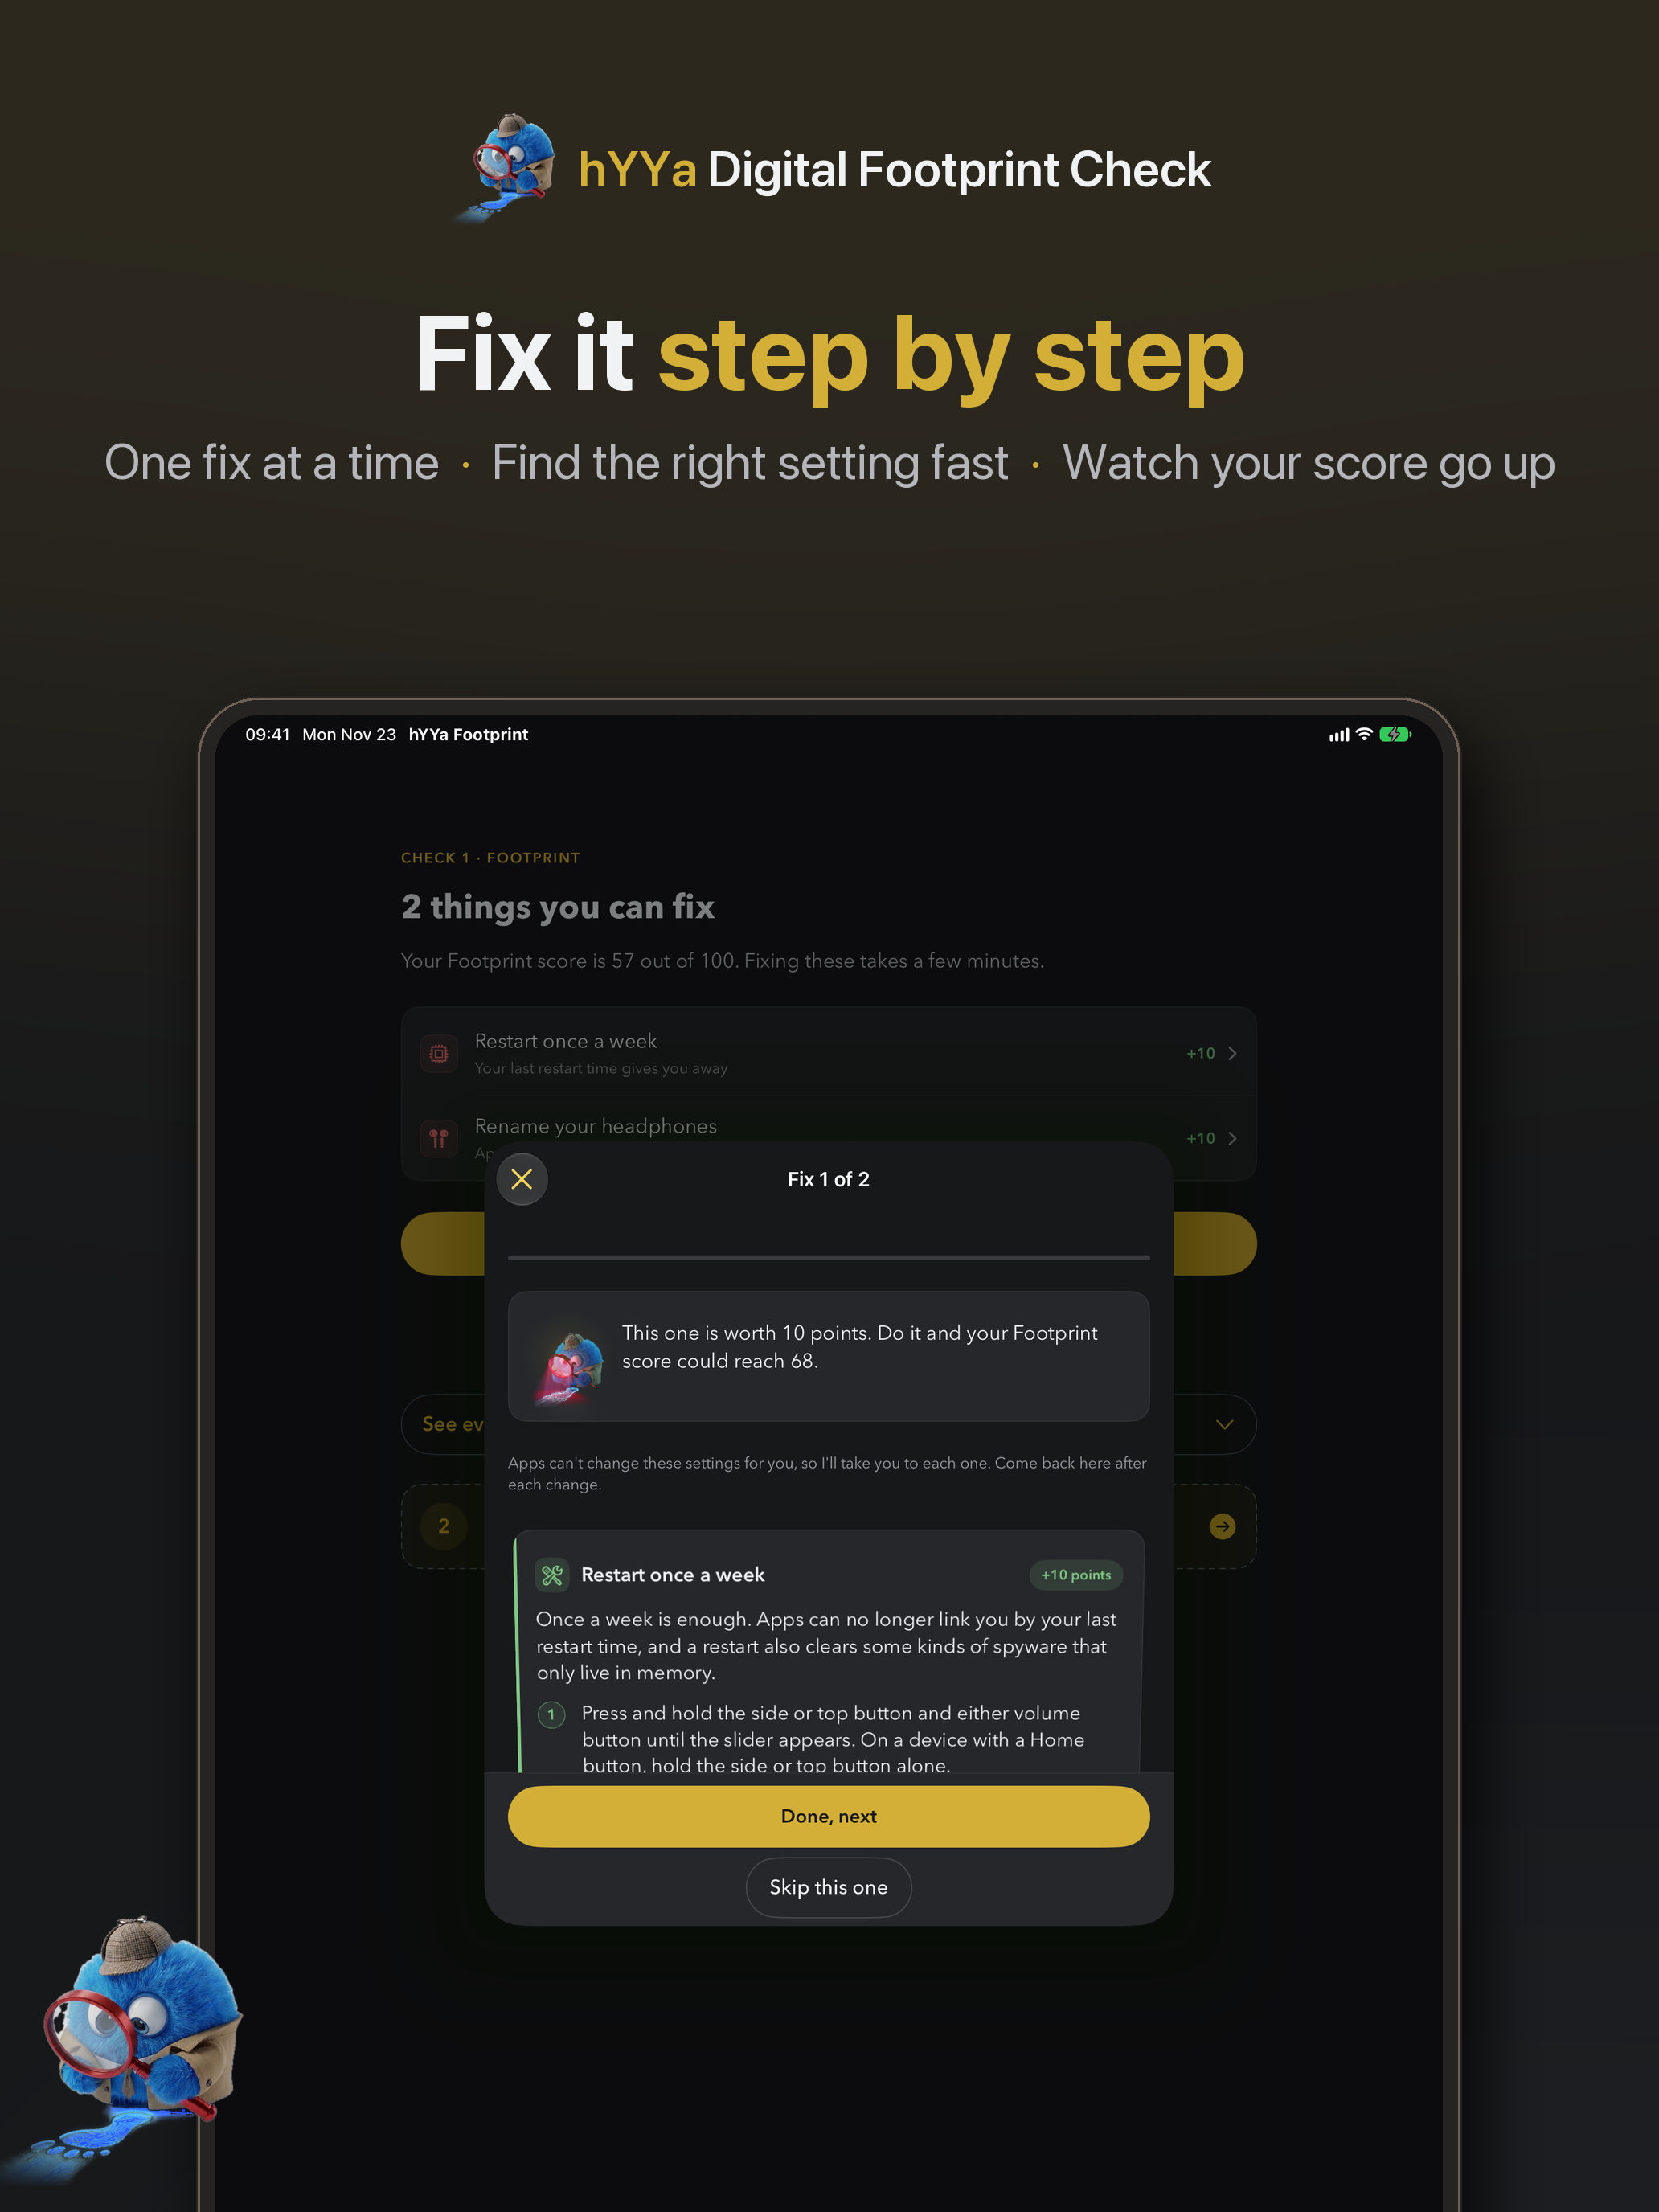 hYYa Digital Footprint Check
Fix it step by step
One fix at a time · Find the right setting fast · Watch your score go up
09:41 Mon Nov 23 hYYa Footprint
CHECK 1 · FOOTPRINT
2 things you can fix
Your Footprint score is 57 out of 100. Fixing these takes a few minutes.
Restart once a week
Your last restart time gives you away
+10
Rename your headphones
+10
Fix 1 of 2
This one is worth 10 points. Do it and your Footprint
score could reach 68.
See
Apps can't change these settings for you, so I'll take you to each one. Come back here after
each change.
2
Restart once a week
+10 points
Once a week is enough. Apps can no longer link you by your last
restart time, and a restart also clears some kinds of spyware that
only live in memory.
1 Press and hold the side or top button and either volume
button until the slider appears. On a device with a Home
button, hold the side or top button alone.
Done, next
Skip this one